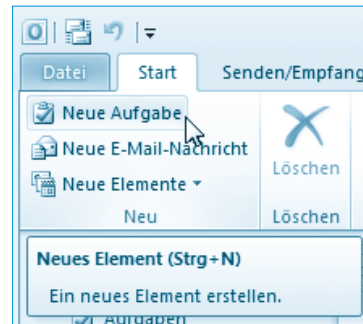 Datei Start Senden/Empfang
Neue Aufgabe
Neue E-Mail-Nachricht
Neue Elemente
Löschen
Neu Löschen
Neues Element (Strg+N)
Ein neues Element erstellen.
Aufgaben